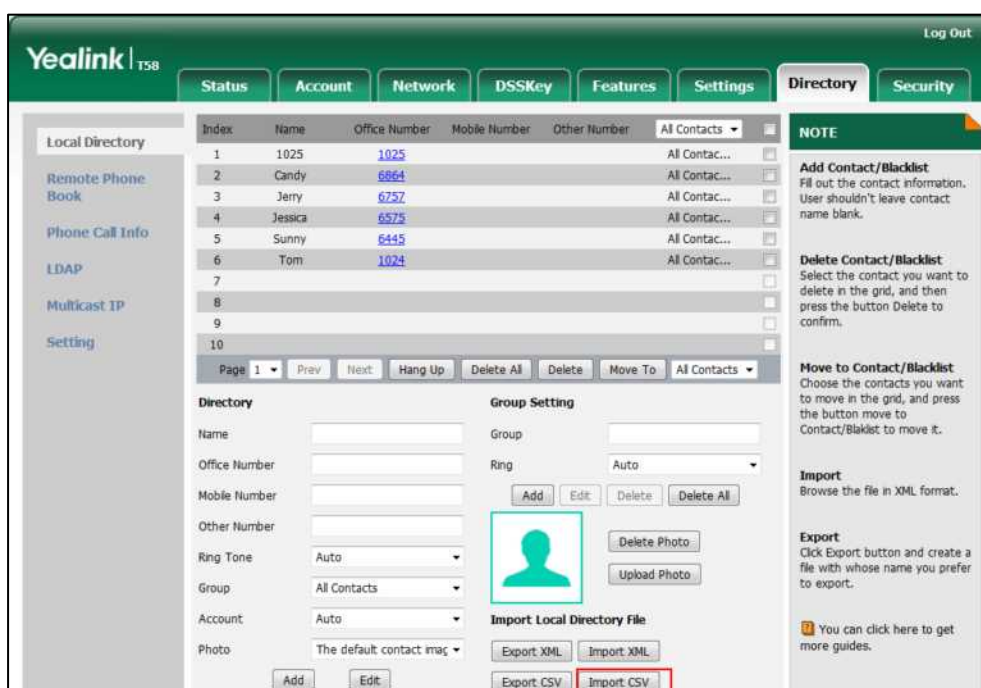 Log Out
Yealink T58
Status Account Network DSSKey Features Settings Directory Security
Local Directory
Remote Phone
Book
Phone Call Info
LDAP
Multicast IP
Setting
Index Name Office Number Mobile Number Other Number All Contacts
1 1025 1025 All Contac...
2 Candy 6864 All Contac...
3 Jerry 6757 All Contac...
4 Jessica 6575 All Contac...
5 Sunny 6445 All Contac...
6 Tom 1024 All Contac...
7
8
9
10
Page 1 Prev Next Hang Up Delete All Delete Move To All Contacts
Directory
Name
Office Number
Mobile Number
Other Number
Ring Tone Auto
Group All Contacts
Account Auto
Photo The default contact imag
Add Edit
Group Setting
Group
Ring Auto
Add Edit Delete Delete All
Delete Photo
Upload Photo
Import Local Directory File
Export XML Import XML
Export CSV Import CSV
NOTE
Add Contact/Blacklist
Fill out the contact information.
User shouldn't leave contact
name blank.
Delete Contact/Blacklist
Select the contact you want to
delete in the grid, and then
press the button Delete to
confirm.
Move to Contact/Blacklist
Choose the contacts you want
to move in the grid, and press
the button move to
Contact/Blaklist to move it.
Import
Browse the file in XML format.
Export
Click Export button and create a
file with whose name you prefer
to export.
You can click here to get
more guides.